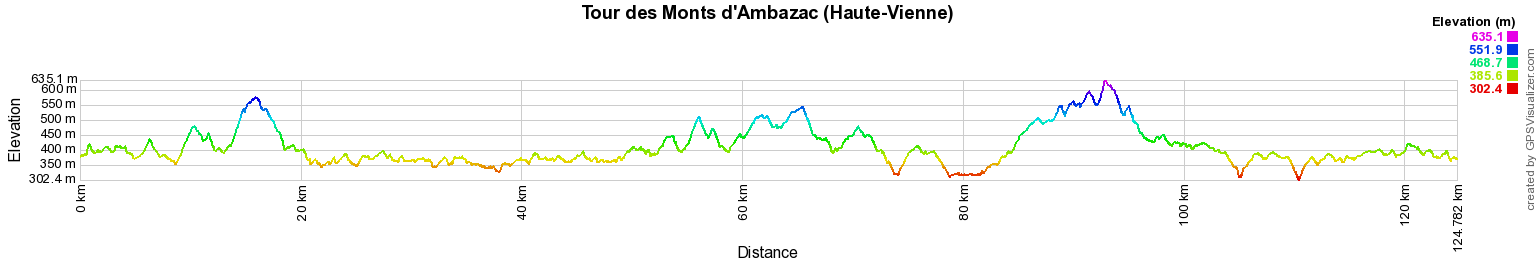 Tour des Monts d'Ambazac (Haute-Vienne)
Elevation (m)
635.1
551.9
468.7
385.6
302.4
635.1 m
600 m
550 m
500 m
450 m
400 m
350 m
302.4 m
Elevation
0 km
20 km
40 km
60 km
80 km
100 km
120 km
124.782 km
Distance
created by GPSVisualizer.com